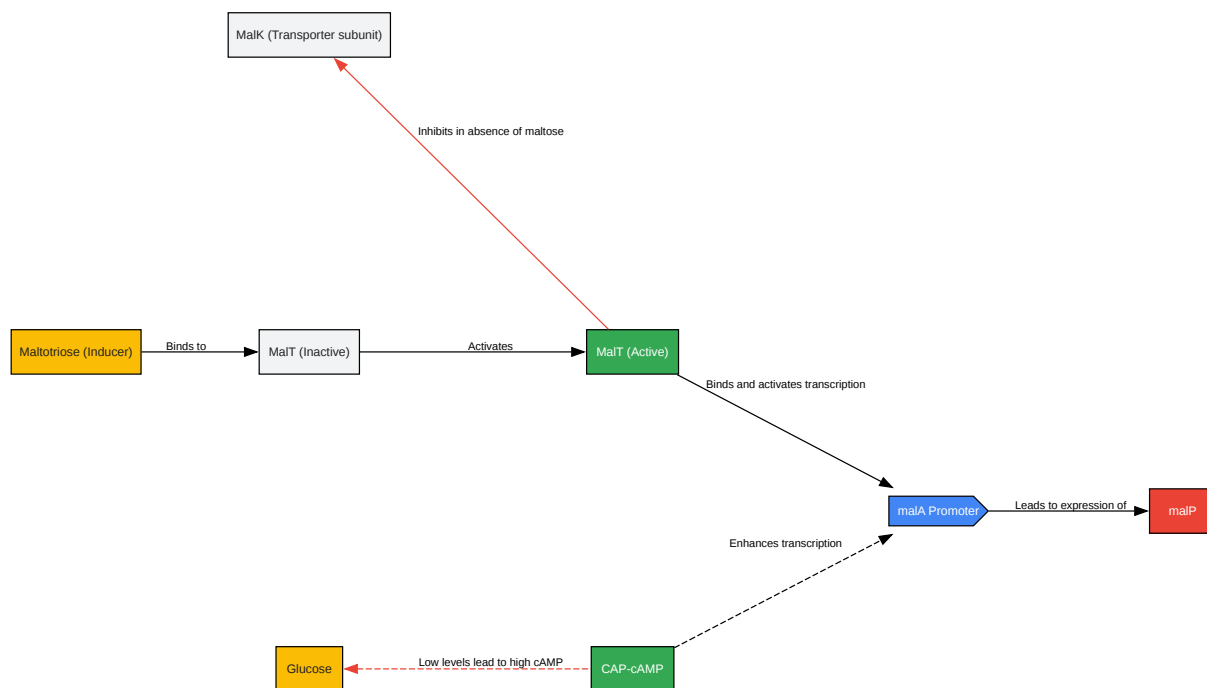 MalK (Transporter subunit)
Inhibits in absence of maltose
Maltotriose (Inducer)
Binds to
MalT (Inactive)
Activates
MalT (Active)
Binds and activates transcription
malA Promoter
Leads to expression of
malP
Enhances transcription
Glucose
Low levels lead to high cAMP
CAP-cAMP